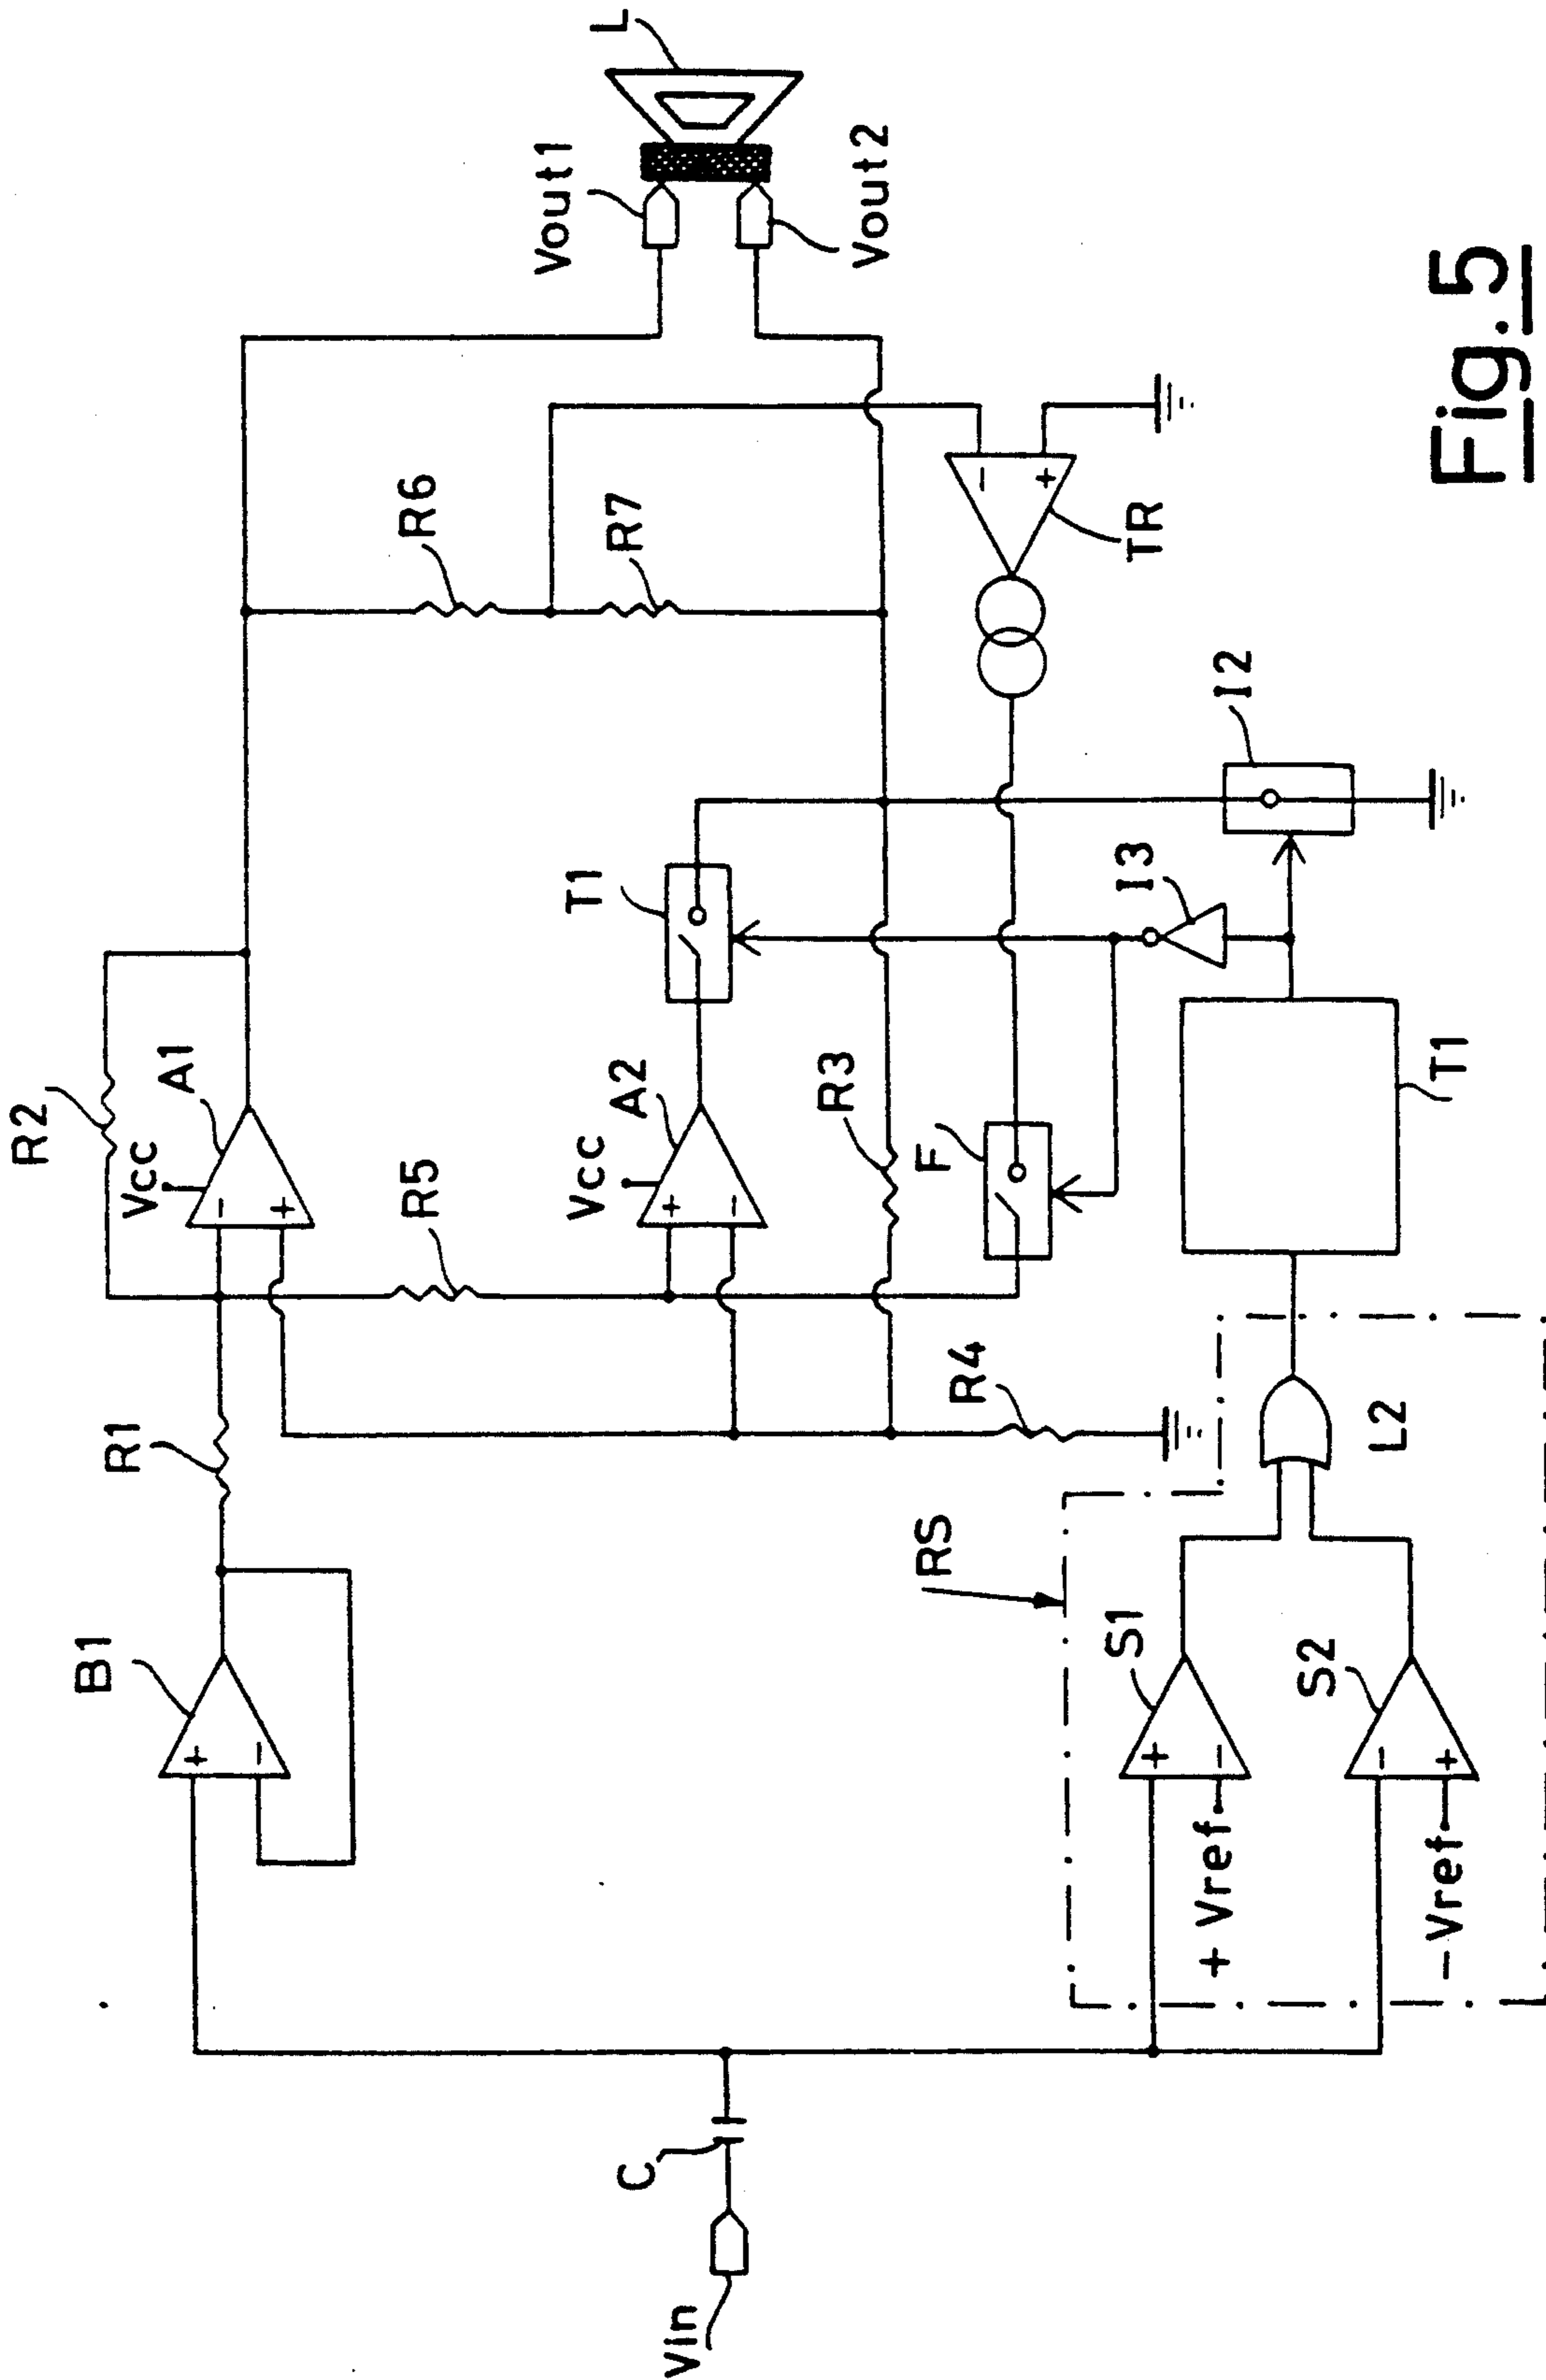 Vin
C
B1
R1
R2
Vcc
A1
-
+
+
-
R5
Vcc
A2
+
-
T1
R6
R7
Vout1
Vout2
L
R3
R4
F
TR
-
+
RS
S1
+
-
+ Vref
S2
-
+
- Vref
L2
T1
I3
I2
Fig.5